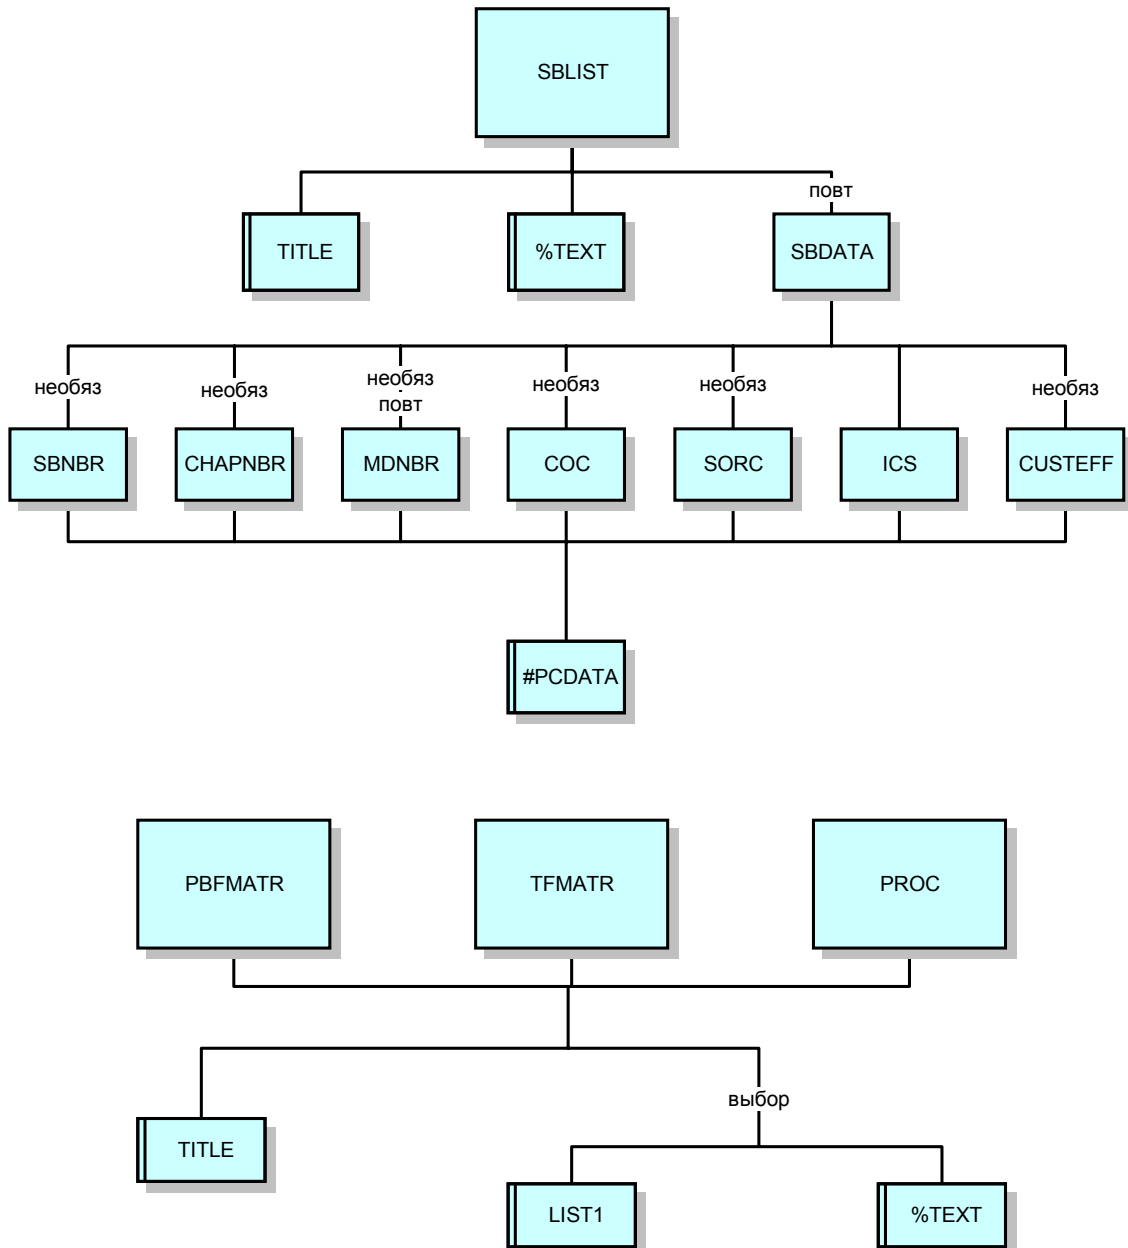 SBLIST
повт
TITLE
%TEXT
SBDATA
необяз
необяз
необяз
повт
необяз
необяз
необяз
SBNBR
CHAPNBR
MDNBR
COC
SORC
ICS
CUSTEFF
#PCDATA
PBFMATR
TFMATR
PROC
выбор
TITLE
LIST1
%TEXT